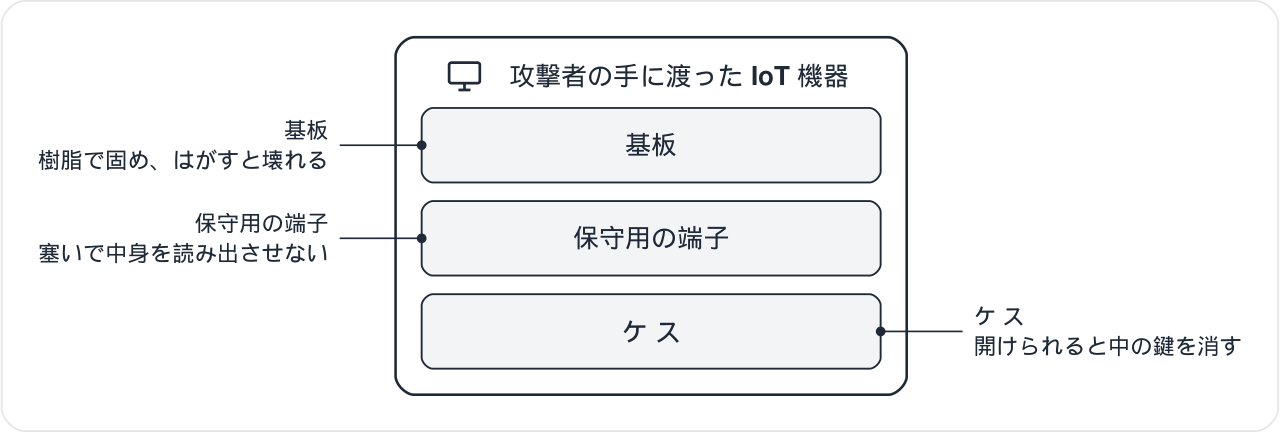 攻撃者の手に渡った IoT 機器
基板
樹脂で固め、はがすと壊れる
基板
保守用の端子
塞いで中身を読み出させない
保守用の端子
ケ ス
ケ ス
開けられると中の鍵を消す